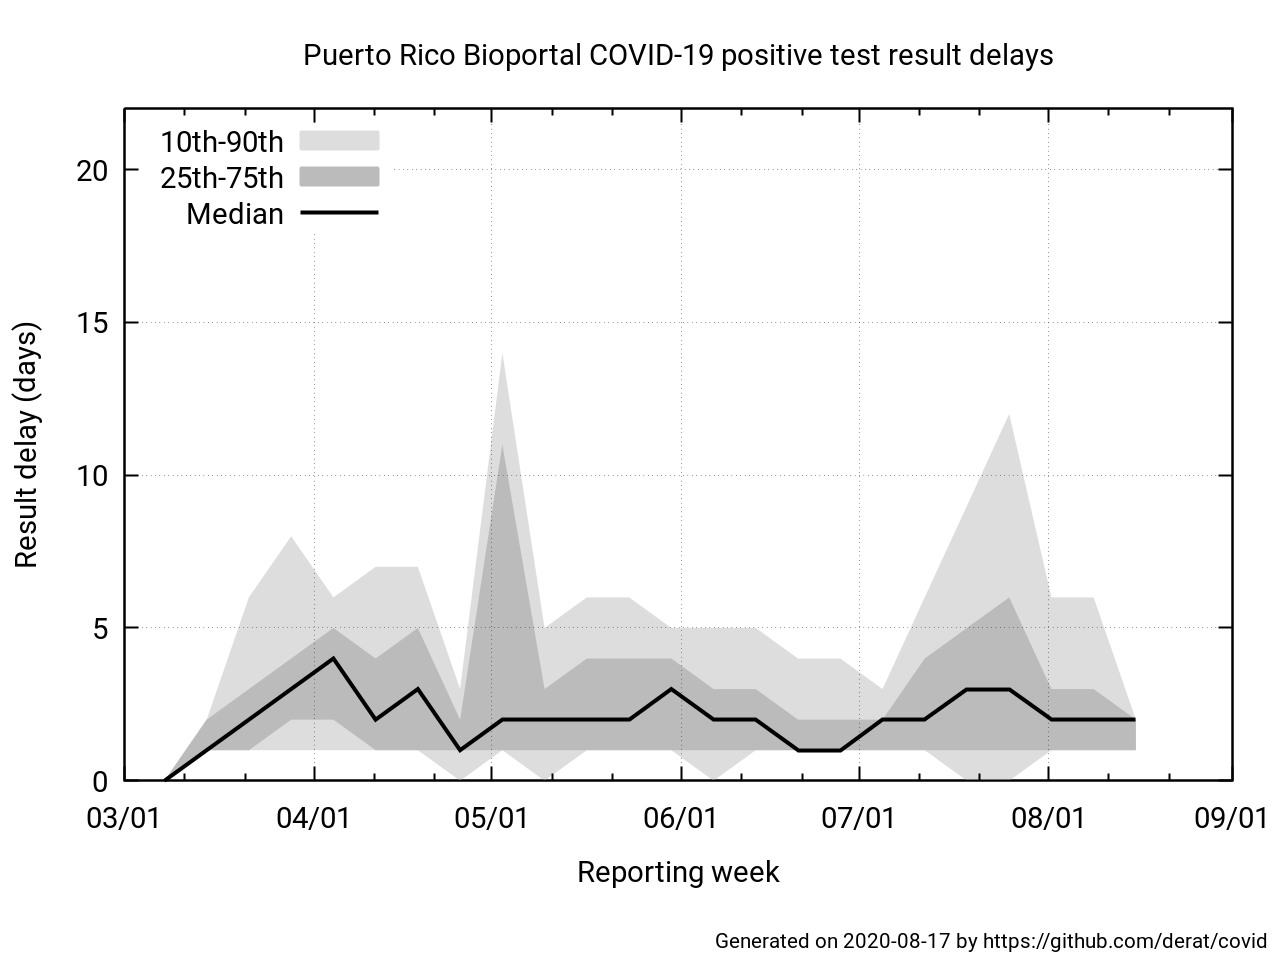 Puerto Rico Bioportal COVID-19 positive test result delays
10th-90th
25th-75th
Median
20
15
10
5
0
Result delay (days)
03/01 04/01 05/01 06/01 07/01 08/01 09/01
Reporting week
Generated on 2020-08-17 by https://github.com/derat/covid